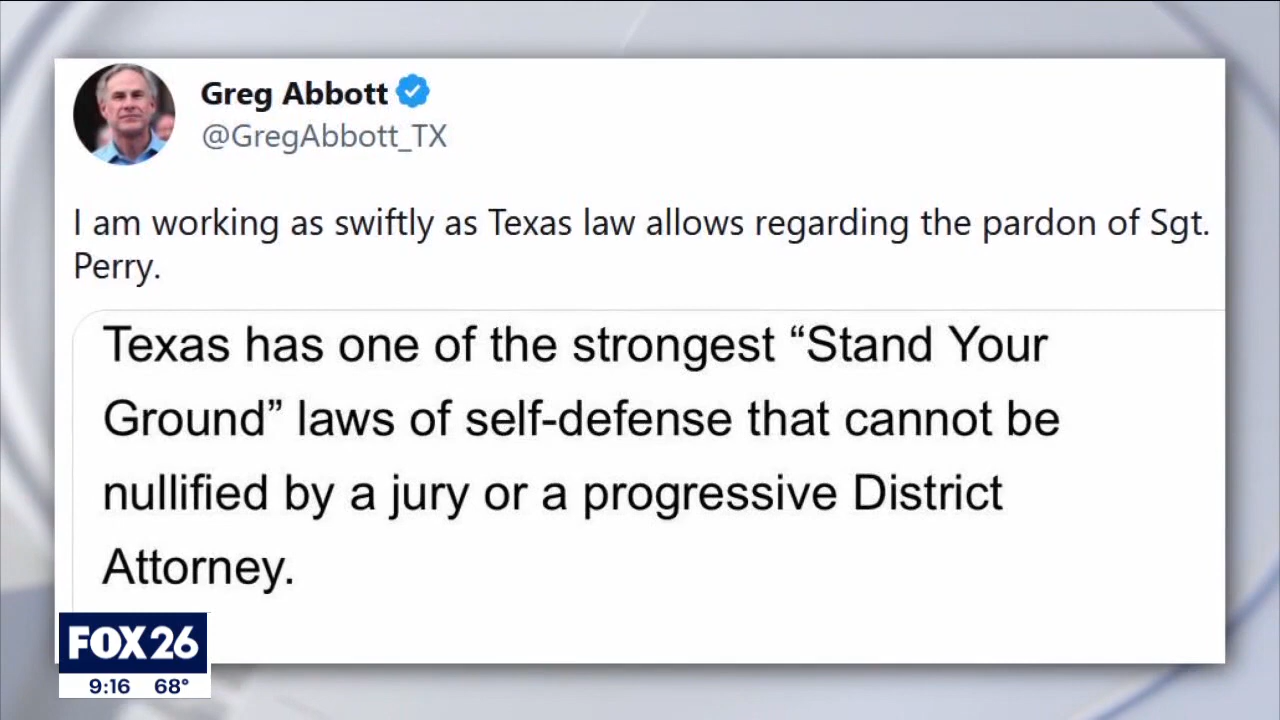 Greg Abbott
@GregAbbott_TX
I am working as swiftly as Texas law allows regarding the pardon of Sgt.
Perry.
Texas has one of the strongest “Stand Your
Ground” laws of self-defense that cannot be
nullified by a jury or a progressive District
Attorney.
FOX 26
9:16 68°